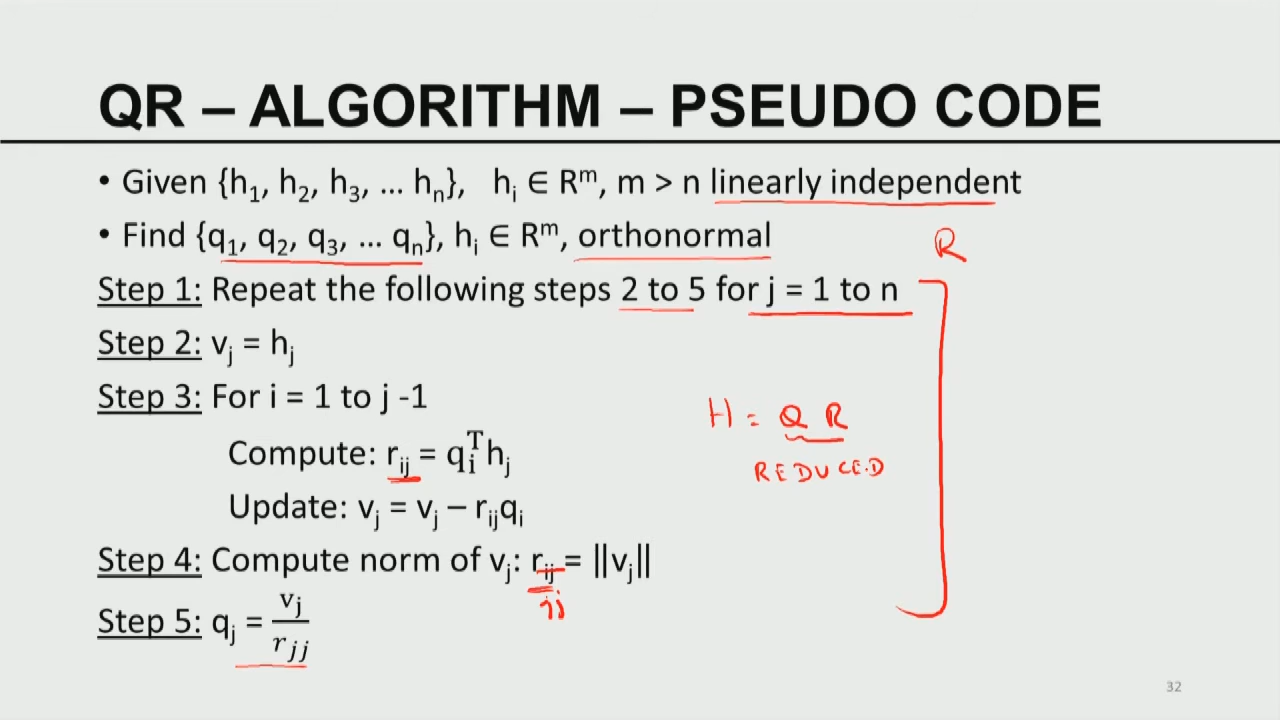 QR – ALGORITHM – PSEUDO CODE
• Given {h₁, h₂, h₃, … hₙ}, hᵢ ∈ Rᵐ, m > n linearly independent
• Find {q₁, q₂, q₃, … qₙ}, hᵢ ∈ Rᵐ, orthonormal
R
Step 1: Repeat the following steps 2 to 5 for j = 1 to n
Step 2: vⱼ = hⱼ
Step 3: For i = 1 to j -1
H = Q R
Compute: rᵢⱼ = qᵢᵀhⱼ
REDUCED
Update: vⱼ = vⱼ – rᵢⱼqᵢ
Step 4: Compute norm of vⱼ: rᵢⱼ = ||vⱼ||
jj
Step 5: qⱼ = vⱼ / rⱼⱼ
32